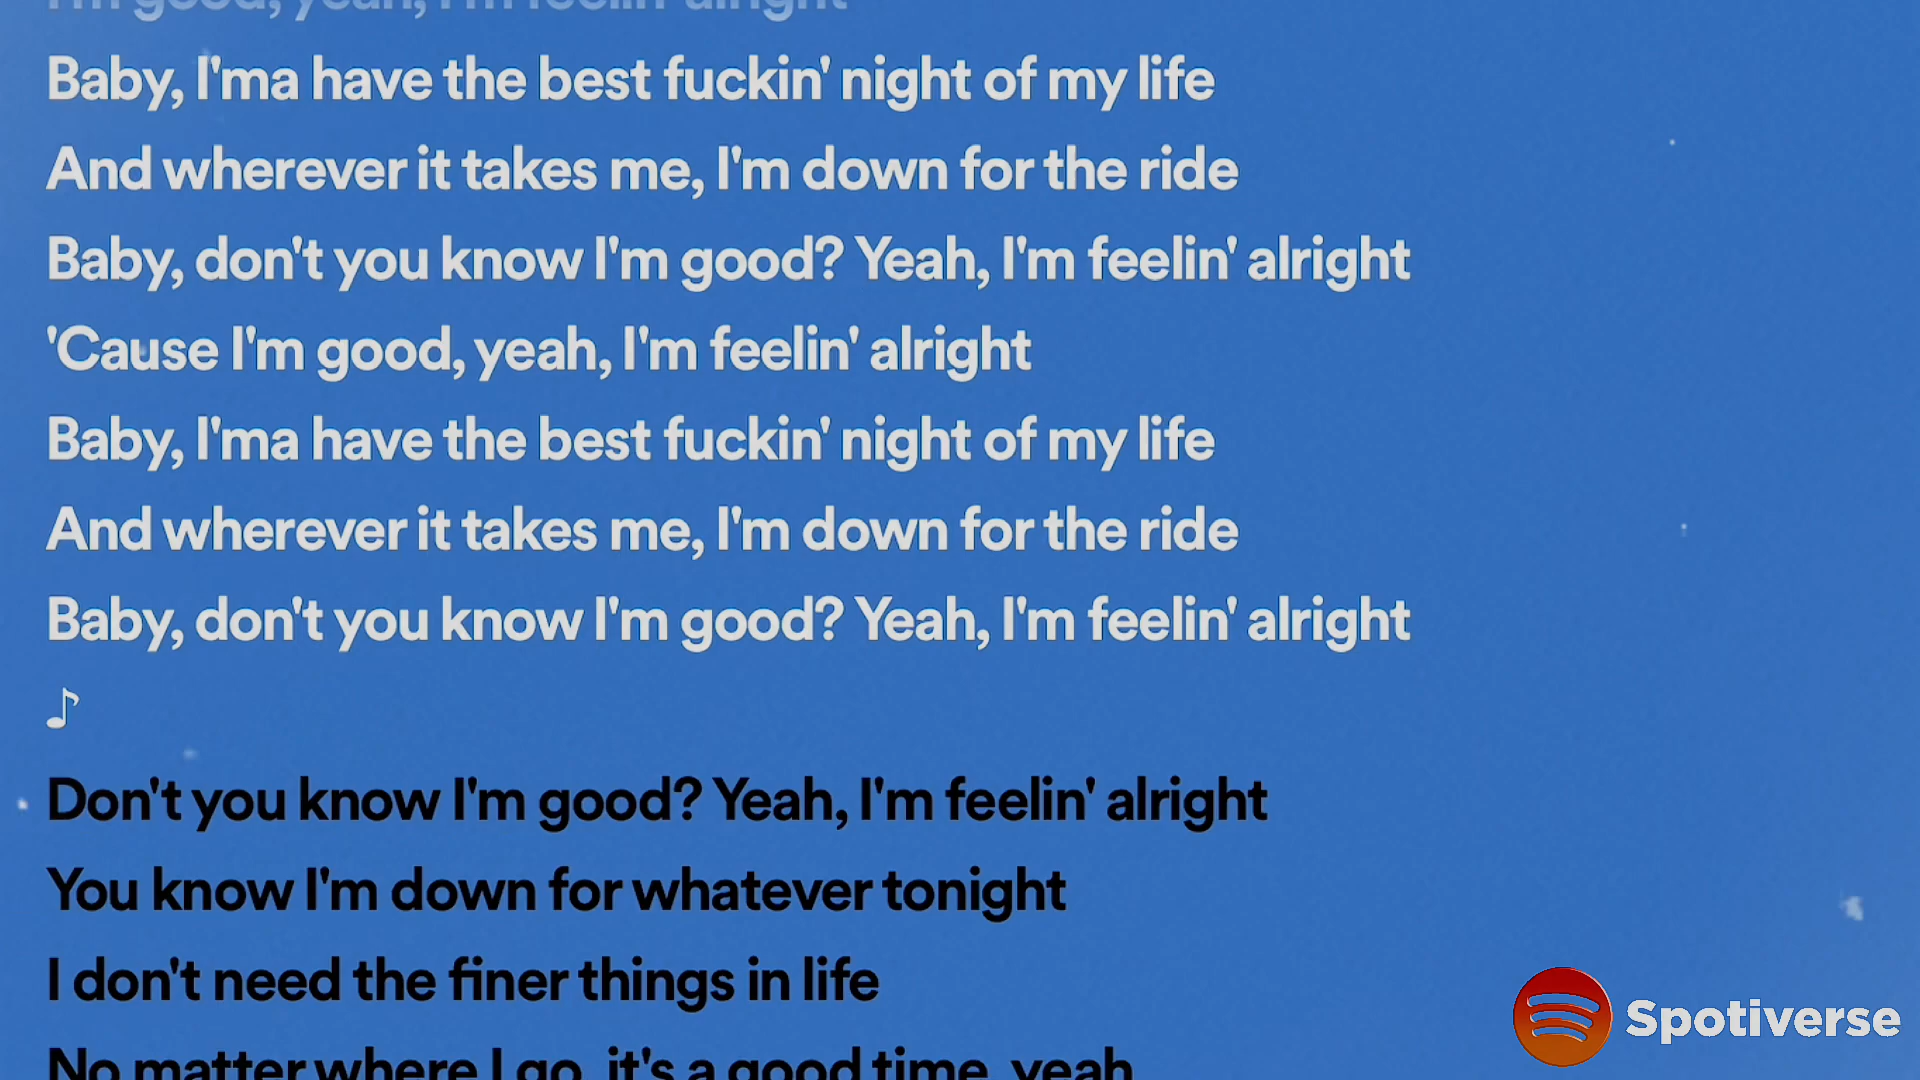 I'm good, yeah, I'm feelin' alright
Baby, I'ma have the best fuckin' night of my life
And wherever it takes me, I'm down for the ride
Baby, don't you know I'm good? Yeah, I'm feelin' alright
'Cause I'm good, yeah, I'm feelin' alright
Baby, I'ma have the best fuckin' night of my life
And wherever it takes me, I'm down for the ride
Baby, don't you know I'm good? Yeah, I'm feelin' alright
♪
Don't you know I'm good? Yeah, I'm feelin' alright
You know I'm down for whatever tonight
I don't need the finer things in life
No matter where I go, it's a good time, yeah
Spotiverse